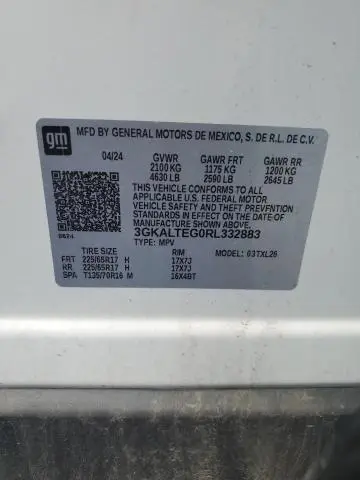 gm
MFD BY GENERAL MOTORS DE MEXICO, S. DE R.L. DE C.V.
04/24 GVWR GAWR FRT GAWR RR
2100 KG 1175 KG 1200 KG
4630 LB 2590 LB 2645 LB
THIS VEHICLE CONFORMS TO ALL
APPLICABLE U.S. FEDERAL MOTOR
VEHICLE SAFETY STANDARDS IN
EFFECT ON THE DATE OF
MANUFACTURE SHOWN ABOVE.
3GKALTEG0RL332883
TYPE: MPV
TIRE SIZE RIM MODEL: 03TXL26
FRT 225/65R17 H 17X7J
RR 225/65R17 H 17X7J
SPA T135/70R16 M 16X4BT